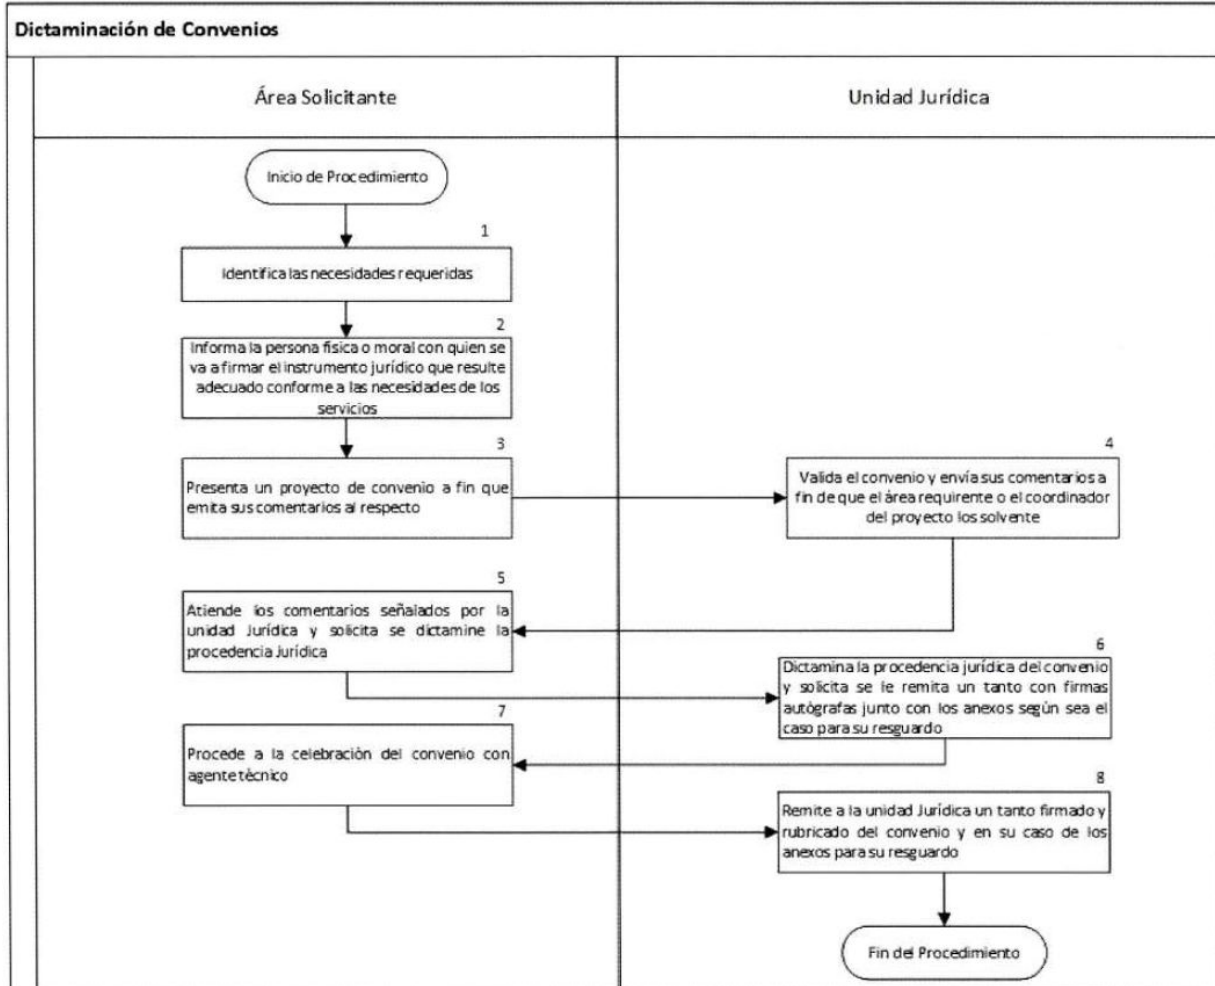 Dictaminación de Convenios
Área Solicitante
Unidad Jurídica
Inicio de Procedimiento
1
Identifica las necesidades requeridas
2
Informa la persona física o moral con quien se
va a firmar el instrumento jurídico que resulte
adecuado conforme a las necesidades de los
servicios
3
Presenta un proyecto de convenio a fin que
emita sus comentarios al respecto
4
Valida el convenio y envía sus comentarios a
fin de que el área requirente o el coordinador
del proyecto los solvente
5
Atiende los comentarios señalados por la
unidad Jurídica y solicita se dictamine la
procedencia Jurídica
6
Dictamina la procedencia jurídica del convenio
y solicita se le remita un tanto con firmas
autógrafas junto con los anexos según sea el
caso para su resguardo
7
Procede a la celebración del convenio con
agente técnico
8
Remite a la unidad Jurídica un tanto firmado y
rubricado del convenio y en su caso de los
anexos para su resguardo
Fin del Procedimiento